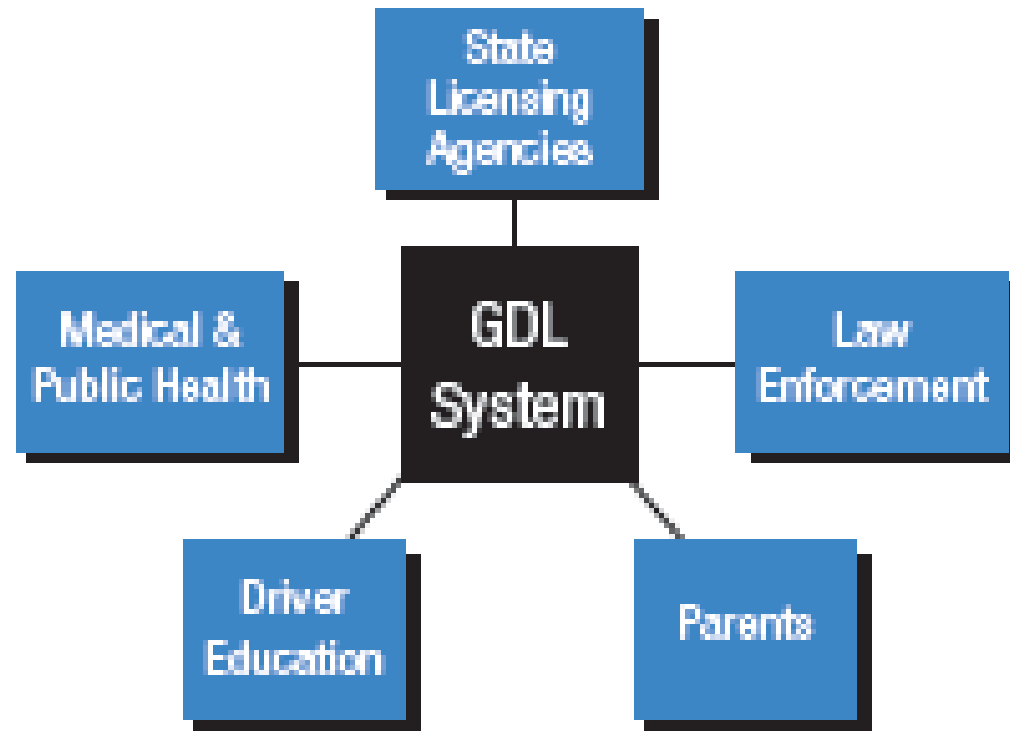 State
Licensing
Agencies
Medical &
Public Health
GDL
System
Law
Enforcement
Driver
Education
Parents